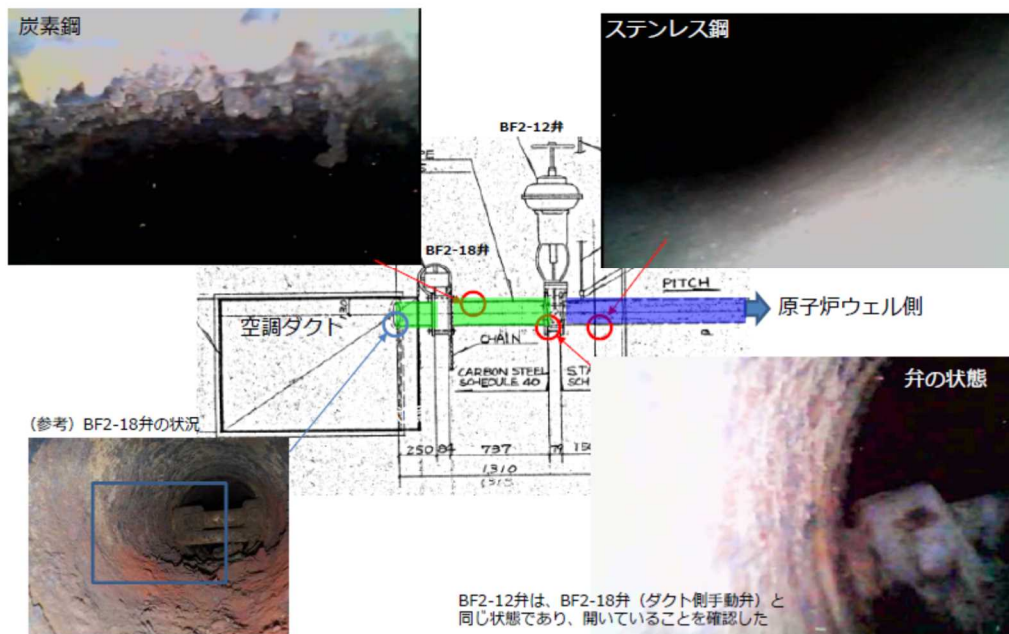 炭素鋼
ステンレス鋼
BF2-12弁
BF2-18弁
PITCH
原子炉ウェル側
空調ダクト
CHAIN
CARBON STEEL
SCHEDULE 40
弁の状態
(参考)BF2-18弁の状況
250
737
1,310
BF2-12弁は、BF2-18弁(ダクト側手動弁)と
同じ状態であり、開いていることを確認した